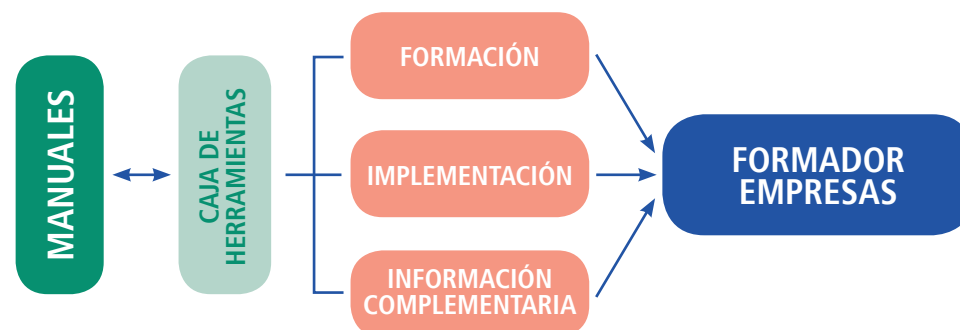 MANUALES
CAJA DE
HERRAMIENTAS
FORMACIÓN
IMPLEMENTACIÓN
INFORMACIÓN
COMPLEMENTARIA
FORMADOR
EMPRESAS